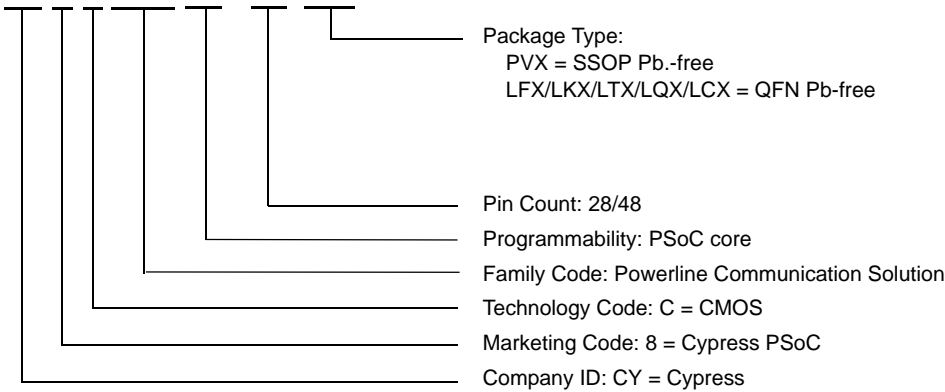 Package Type:
PVX = SSOP Pb.-free
LFX/LKX/LTX/LQX/LCX = QFN Pb-free
Pin Count: 28/48
Programmability: PSoC core
Family Code: Powerline Communication Solution
Technology Code: C = CMOS
Marketing Code: 8 = Cypress PSoC
Company ID: CY = Cypress